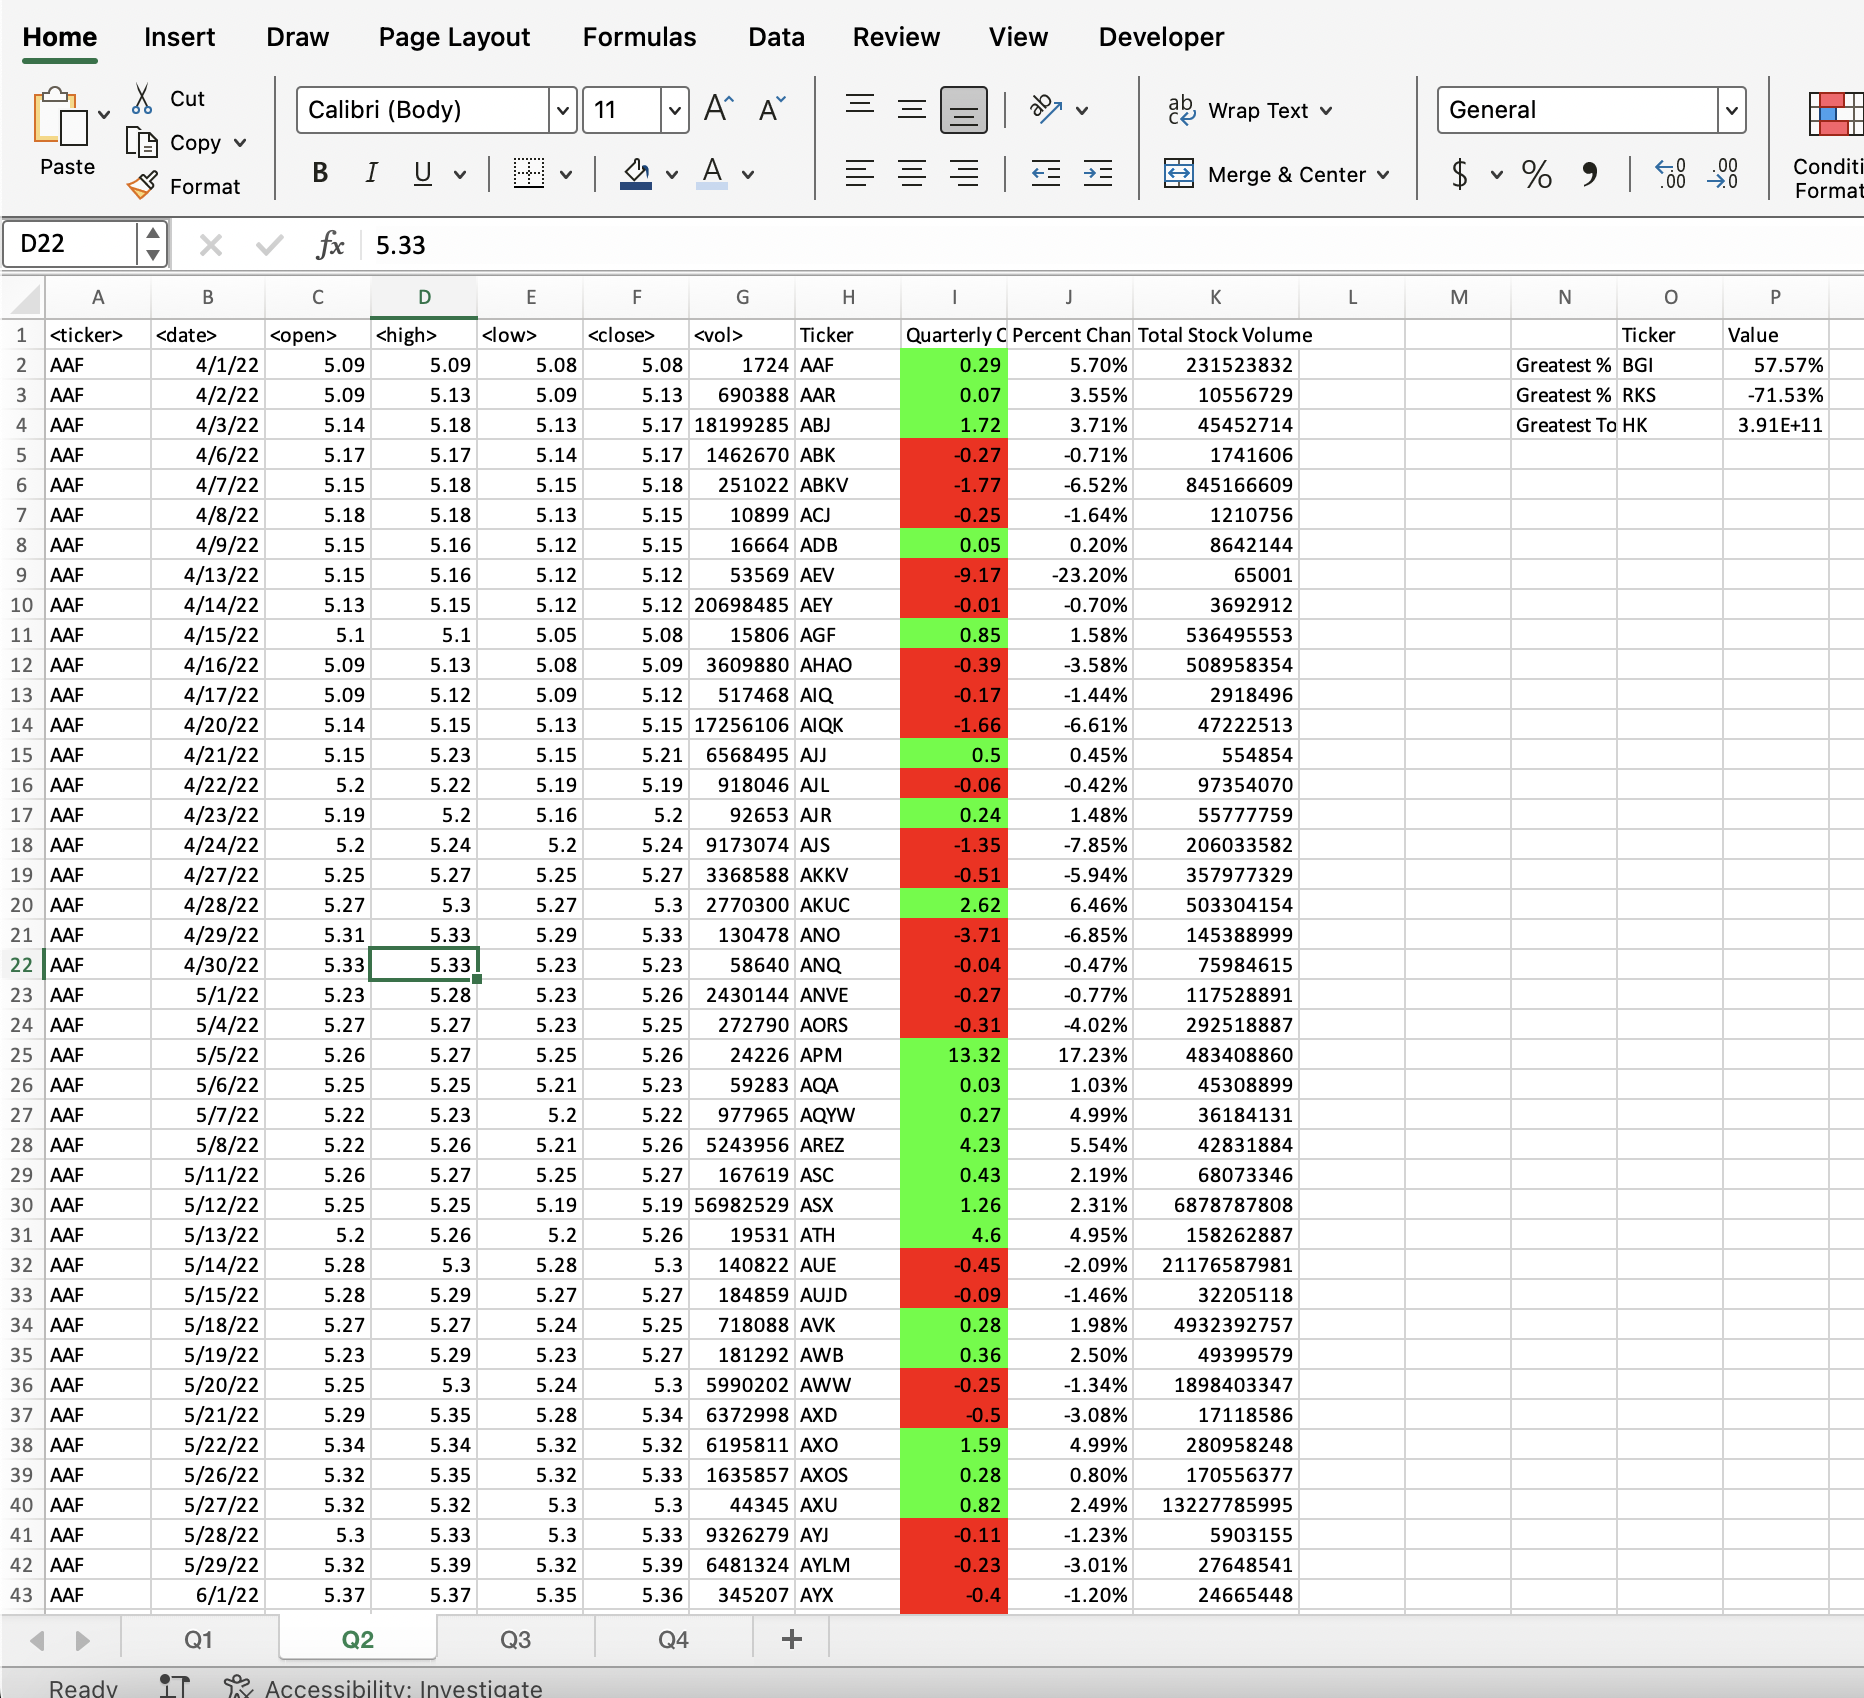 Home Insert Draw Page Layout Formulas Data Review View Developer
Paste
Cut
Copy
Format
Calibri (Body) 11 A A
B I U A
ab
Wrap Text
Merge & Center
General
$ % , .0 .00 .00 .0
Conditi
Format
D22 fx 5.33
A B C D E F G H I J K L M N O P
1 <ticker> <date> <open> <high> <low> <close> <vol> Ticker Quarterly C Percent Chan Total Stock Volume Ticker Value
2 AAF 4/1/22 5.09 5.09 5.08 5.08 1724 AAF 0.29 5.70% 231523832 Greatest % BGI 57.57%
3 AAF 4/2/22 5.09 5.13 5.09 5.13 690388 AAR 0.07 3.55% 10556729 Greatest % RKS -71.53%
4 AAF 4/3/22 5.14 5.18 5.13 5.17 18199285 ABJ 1.72 3.71% 45452714 Greatest To HK 3.91E+11
5 AAF 4/6/22 5.17 5.17 5.14 5.17 1462670 ABK -0.27 -0.71% 1741606
6 AAF 4/7/22 5.15 5.18 5.15 5.18 251022 ABKV -1.77 -6.52% 845166609
7 AAF 4/8/22 5.18 5.18 5.13 5.15 10899 ACJ -0.25 -1.64% 1210756
8 AAF 4/9/22 5.15 5.16 5.12 5.15 16664 ADB 0.05 0.20% 8642144
9 AAF 4/13/22 5.15 5.16 5.12 5.12 53569 AEV -9.17 -23.20% 65001
10 AAF 4/14/22 5.13 5.15 5.12 5.12 20698485 AEY -0.01 -0.70% 3692912
11 AAF 4/15/22 5.1 5.1 5.05 5.08 15806 AGF 0.85 1.58% 536495553
12 AAF 4/16/22 5.09 5.13 5.08 5.09 3609880 AHAO -0.39 -3.58% 508958354
13 AAF 4/17/22 5.09 5.12 5.09 5.12 517468 AIQ -0.17 -1.44% 2918496
14 AAF 4/20/22 5.14 5.15 5.13 5.15 17256106 AIQK -1.66 -6.61% 47222513
15 AAF 4/21/22 5.15 5.23 5.15 5.21 6568495 AJJ 0.5 0.45% 554854
16 AAF 4/22/22 5.2 5.22 5.19 5.19 918046 AJL -0.06 -0.42% 97354070
17 AAF 4/23/22 5.19 5.2 5.16 5.2 92653 AJR 0.24 1.48% 55777759
18 AAF 4/24/22 5.2 5.24 5.2 5.24 9173074 AJS -1.35 -7.85% 206033582
19 AAF 4/27/22 5.25 5.27 5.25 5.27 3368588 AKKV -0.51 -5.94% 357977329
20 AAF 4/28/22 5.27 5.3 5.27 5.3 2770300 AKUC 2.62 6.46% 503304154
21 AAF 4/29/22 5.31 5.33 5.29 5.33 130478 ANO -3.71 -6.85% 145388999
22 AAF 4/30/22 5.33 5.33 5.23 5.23 58640 ANQ -0.04 -0.47% 75984615
23 AAF 5/1/22 5.23 5.28 5.23 5.26 2430144 ANVE -0.27 -0.77% 117528891
24 AAF 5/4/22 5.27 5.27 5.23 5.25 272790 AORS -0.31 -4.02% 292518887
25 AAF 5/5/22 5.26 5.27 5.25 5.26 24226 APM 13.32 17.23% 483408860
26 AAF 5/6/22 5.25 5.25 5.21 5.23 59283 AQA 0.03 1.03% 45308899
27 AAF 5/7/22 5.22 5.23 5.2 5.22 977965 AQYW 0.27 4.99% 36184131
28 AAF 5/8/22 5.22 5.26 5.21 5.26 5243956 AREZ 4.23 5.54% 42831884
29 AAF 5/11/22 5.26 5.27 5.25 5.27 167619 ASC 0.43 2.19% 68073346
30 AAF 5/12/22 5.25 5.25 5.19 5.19 56982529 ASX 1.26 2.31% 6878787808
31 AAF 5/13/22 5.2 5.26 5.2 5.26 19531 ATH 4.6 4.95% 158262887
32 AAF 5/14/22 5.28 5.3 5.28 5.3 140822 AUE -0.45 -2.09% 21176587981
33 AAF 5/15/22 5.28 5.29 5.27 5.27 184859 AUJD -0.09 -1.46% 32205118
34 AAF 5/18/22 5.27 5.27 5.24 5.25 718088 AVK 0.28 1.98% 4932392757
35 AAF 5/19/22 5.23 5.29 5.23 5.27 181292 AWB 0.36 2.50% 49399579
36 AAF 5/20/22 5.25 5.3 5.24 5.3 5990202 AWW -0.25 -1.34% 1898403347
37 AAF 5/21/22 5.29 5.35 5.28 5.34 6372998 AXD -0.5 -3.08% 17118586
38 AAF 5/22/22 5.34 5.34 5.32 5.32 6195811 AXO 1.59 4.99% 280958248
39 AAF 5/26/22 5.32 5.35 5.32 5.33 1635857 AXOS 0.28 0.80% 170556377
40 AAF 5/27/22 5.32 5.32 5.3 5.3 44345 AXU 0.82 2.49% 13227785995
41 AAF 5/28/22 5.3 5.33 5.3 5.33 9326279 AYJ -0.11 -1.23% 5903155
42 AAF 5/29/22 5.32 5.39 5.32 5.39 6481324 AYLM -0.23 -3.01% 27648541
43 AAF 6/1/22 5.37 5.37 5.35 5.36 345207 AYX -0.4 -1.20% 24665448
Q1 Q2 Q3 Q4 +
Ready Accessibility: Investigate